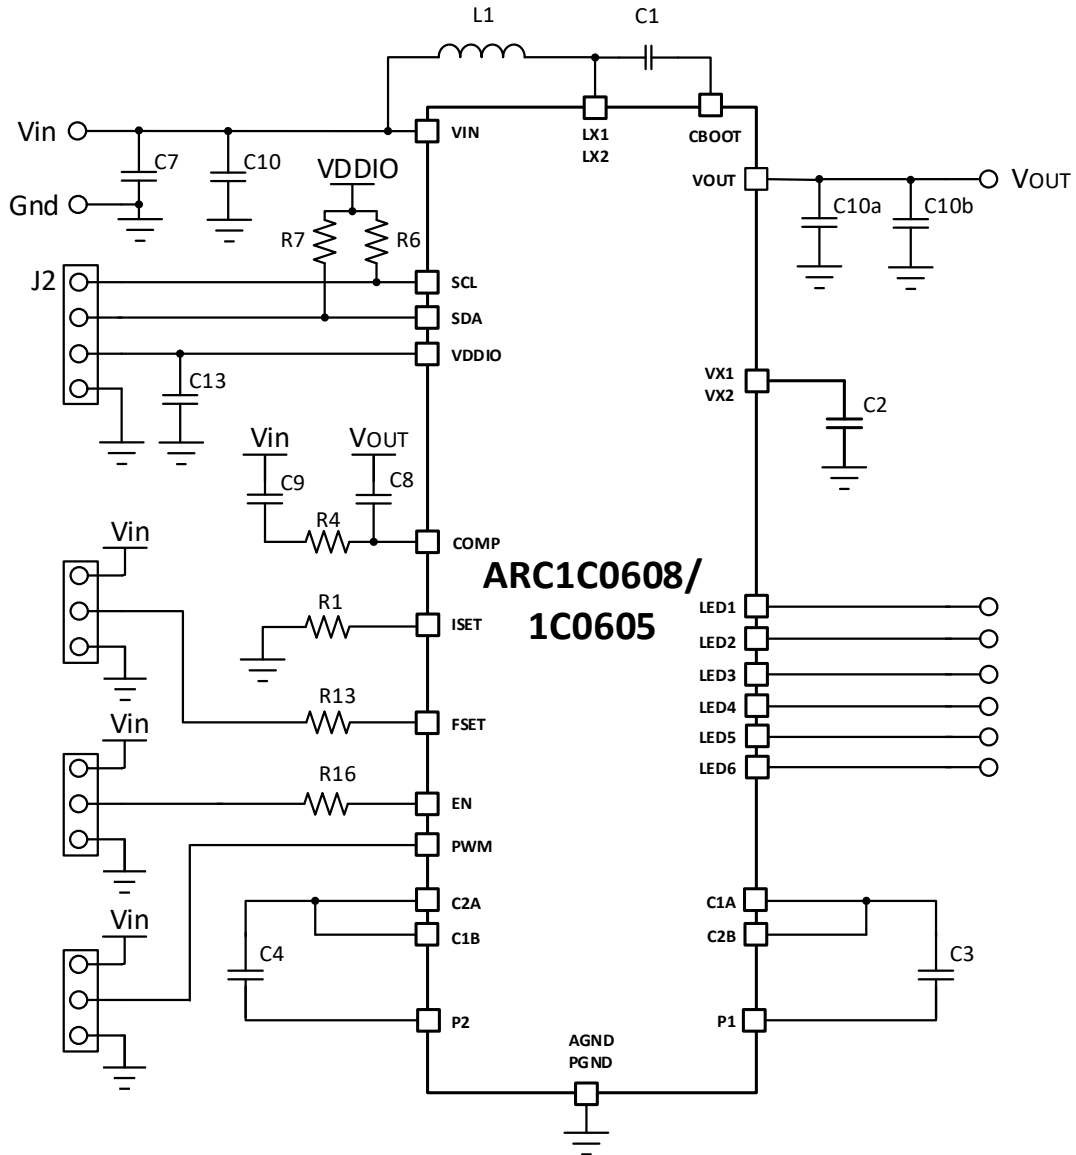 L1
C1
Vin
VIN
LX1
LX2
CBOOT
C7
C10
VDDIO
VOUT
VOUT
Gnd
C10a
C10b
R7
R6
J2
SCL
SDA
VDDIO
C13
VX1
VX2
C2
Vin
VOUT
C9
C8
R4
COMP
Vin
ARC1C0608/
1C0605
R1
ISET
LED1
LED2
LED3
LED4
LED5
LED6
R13
FSET
Vin
R16
EN
PWM
C2A
C1B
C1A
C2B
Vin
C4
C3
P2
P1
AGND
PGND